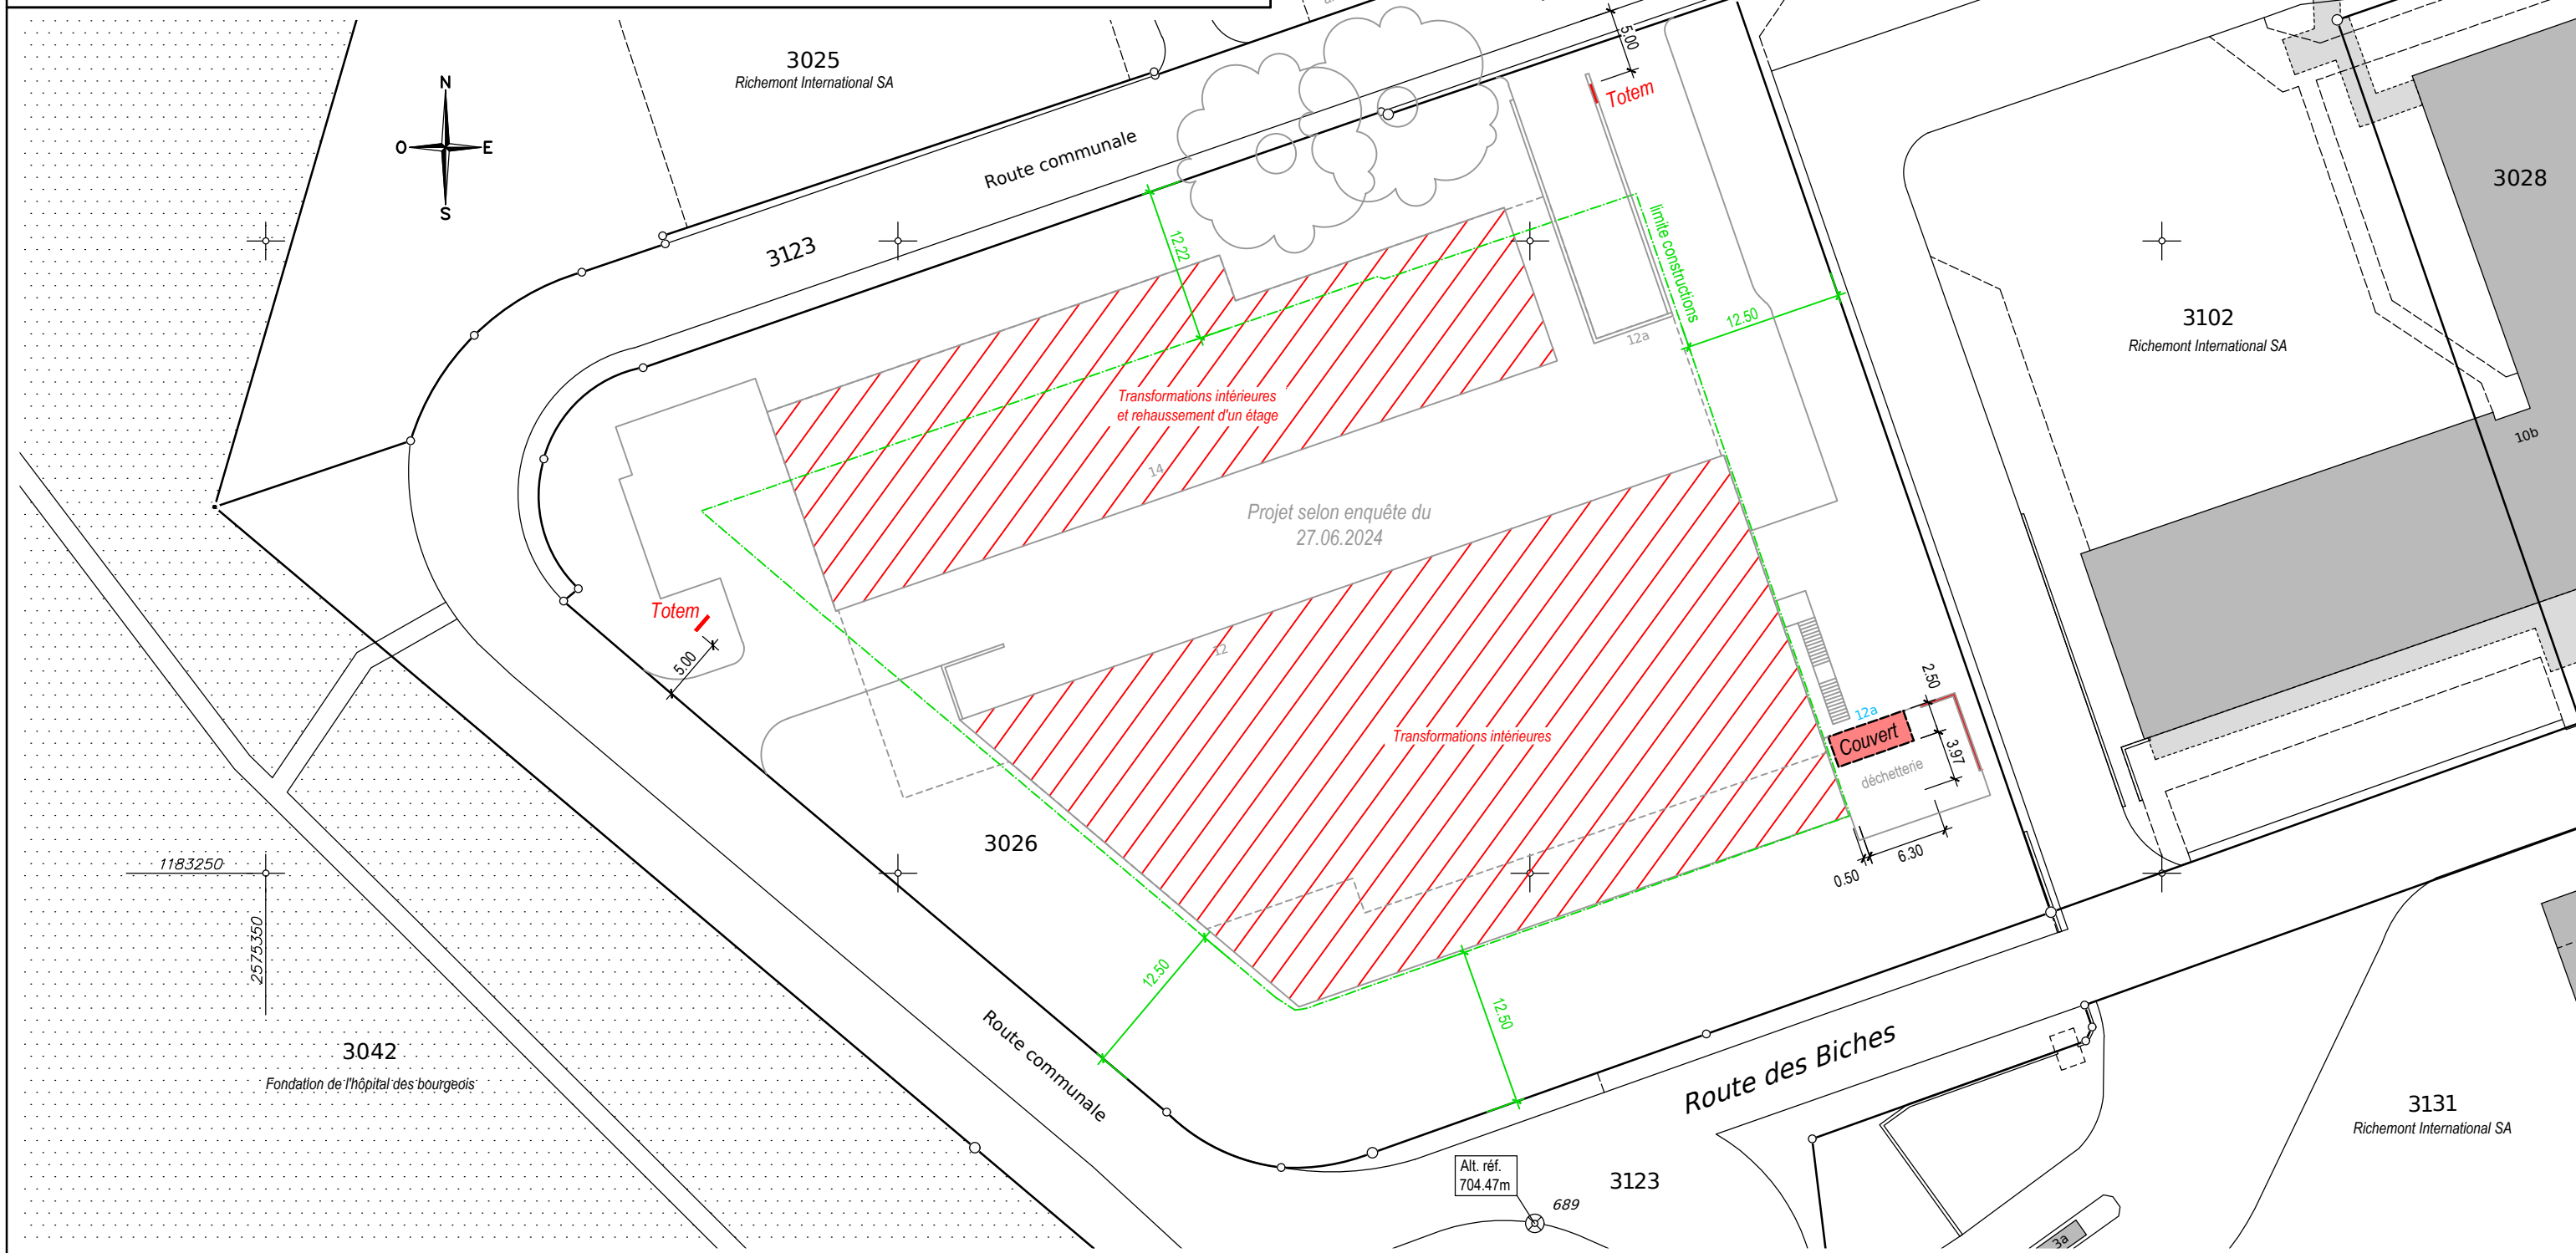 3025
Richemont International SA
N
O
E
S
Route communale
5.00
Totem
3028
3123
12.22
limite constructions
12.50
12a
3102
Richemont International SA
10b
Transformations intérieures
et rehaussement d'un étage
14
Projet selon enquête du
27.06.2024
Totem
5.00
12
Transformations intérieures
2.50
12a
Couvert
3.97
déchetterie
3026
6.30
0.50
1183250
2575350
12.50
12.50
3042
Fondation de l'hôpital des bourgeois
Route communale
Route des Biches
3131
Richemont International SA
Alt. réf.
704.47m
689
3123
3a